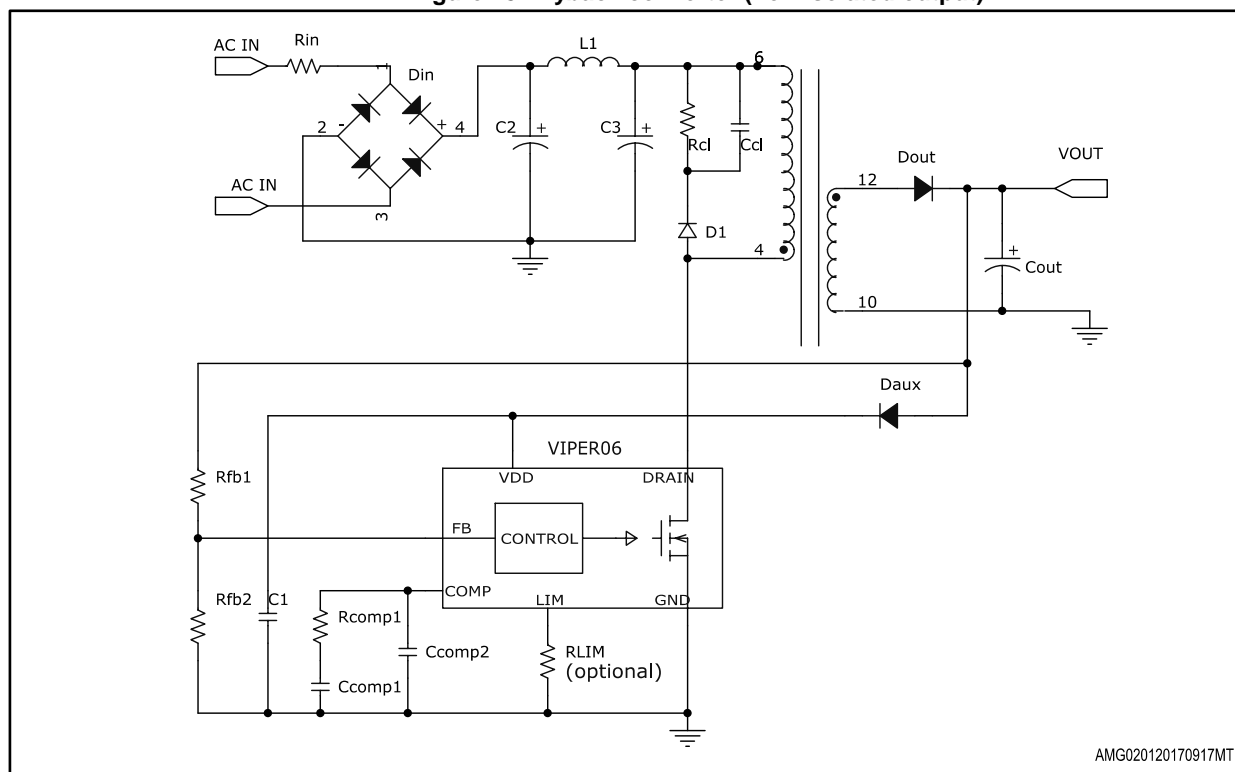 AC IN
Rin
L1
6
1
Din
2
-
+
4
C2
+
C3
+
Rcl
Ccl
Dout
VOUT
12
AC IN
3
D1
4
+
Cout
10
Daux
VIPER06
VDD
DRAIN
Rfb1
FB
CONTROL
COMP
Rfb2
C1
LIM
GND
Rcomp1
Ccomp2
RLIM
(optional)
Ccomp1
AMG020120170917MT